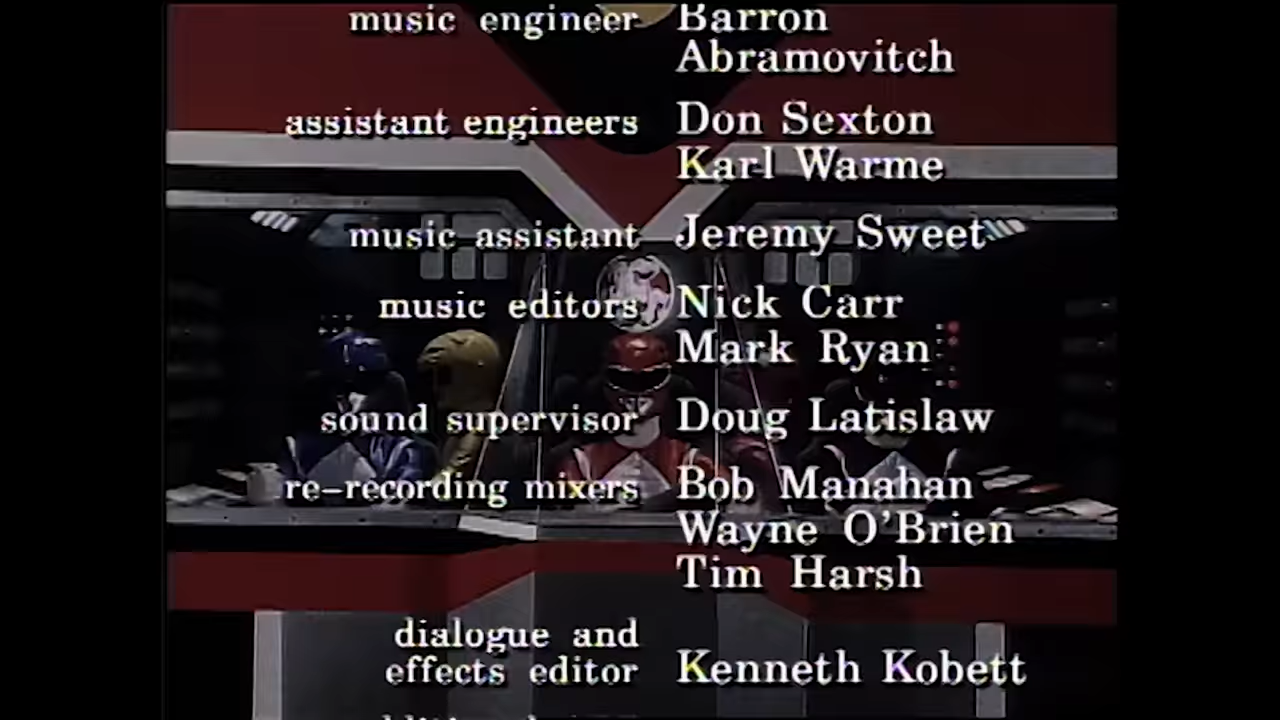 music engineer Barron
Abramovitch
assistant engineers Don Sexton
Karl Warme
music assistant Jeremy Sweet
music editors Nick Carr
Mark Ryan
sound supervisor Doug Latislaw
re-recording mixers Bob Manahan
Wayne O'Brien
Tim Harsh
dialogue and
effects editor Kenneth Kobett